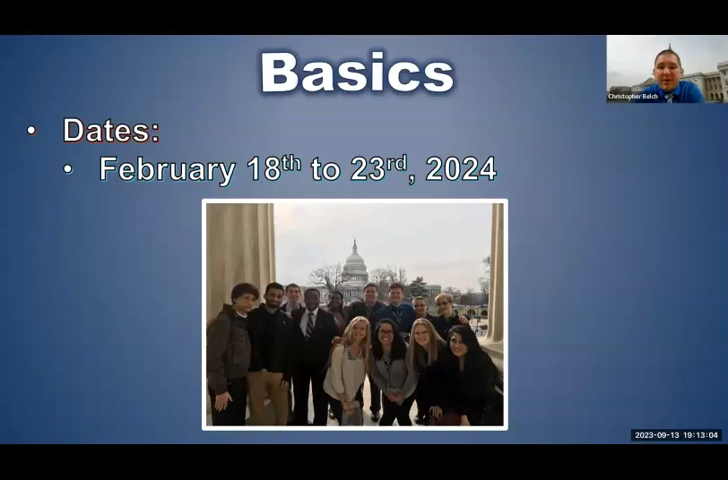 Basics
Christopher Belch
• Dates:
• February 18th to 23rd, 2024
2023-09-13 19:13:04